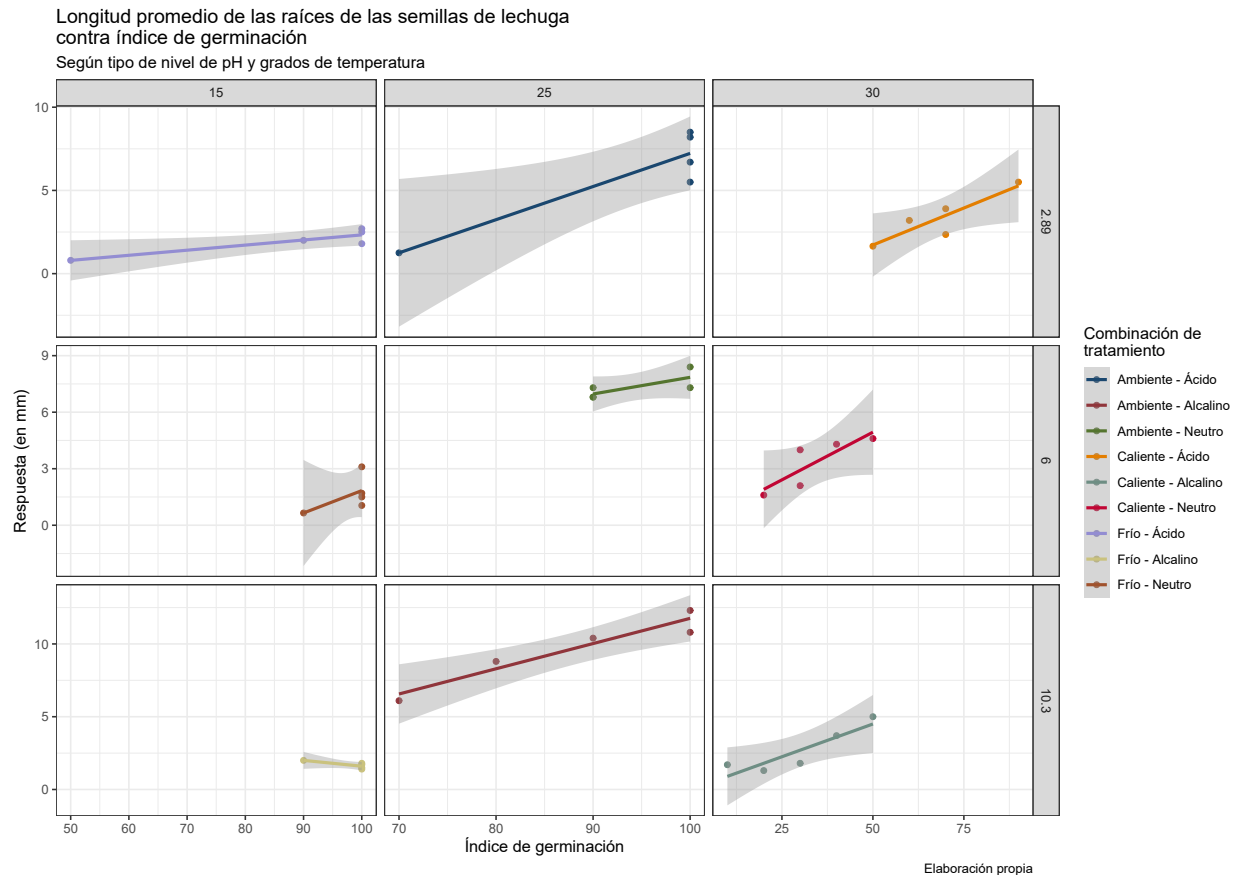 Longitud promedio de las raíces de las semillas de lechuga
contra índice de germinación
Según tipo de nivel de pH y grados de temperatura
15
25
30
10
5
0
2.89
9
6
3
0
6
10
5
0
10.3
50 60 70 80 90 100
70 80 90 100
25 50 75
Respuesta (en mm)
Índice de germinación
Combinación de
tratamiento
Ambiente - Ácido
Ambiente - Alcalino
Ambiente - Neutro
Caliente - Ácido
Caliente - Alcalino
Caliente - Neutro
Frío - Ácido
Frío - Alcalino
Frío - Neutro
Elaboración propia